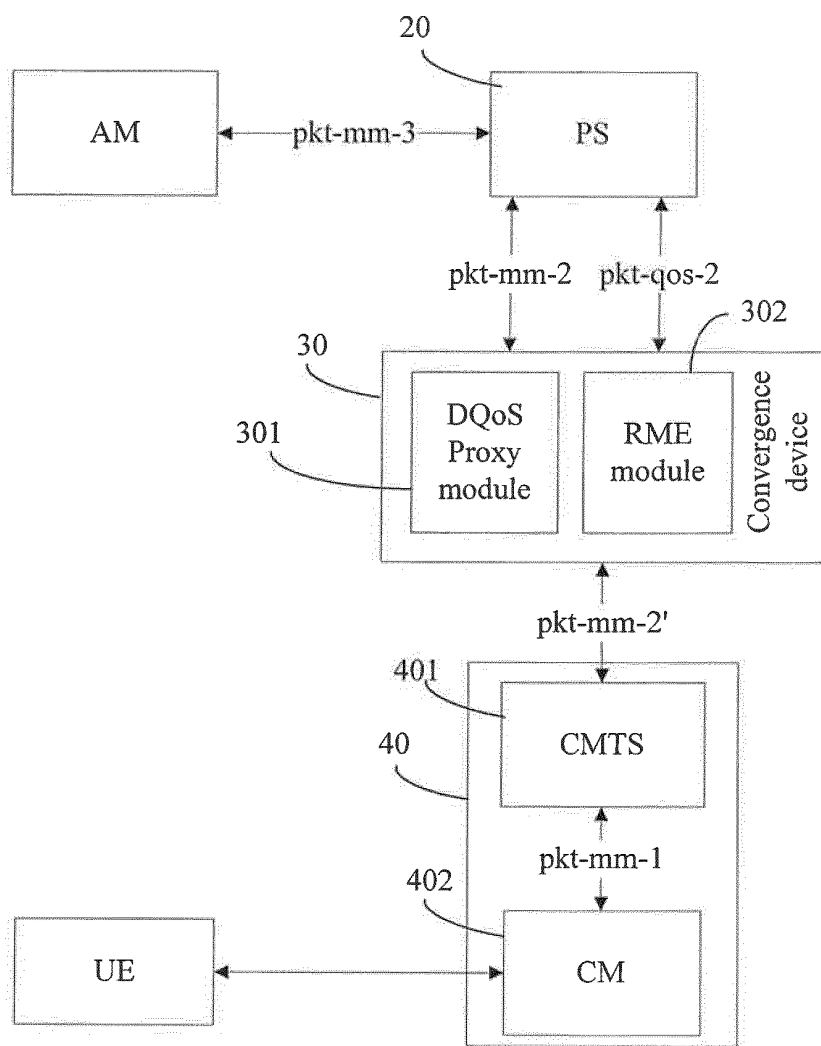 20
AM
pkt-mm-3
PS
pkt-mm-2
pkt-qos-2
302
30
301
DQoS
Proxy
module
RME
module
Convergence
device
pkt-mm-2'
401
CMTS
40
pkt-mm-1
402
UE
CM